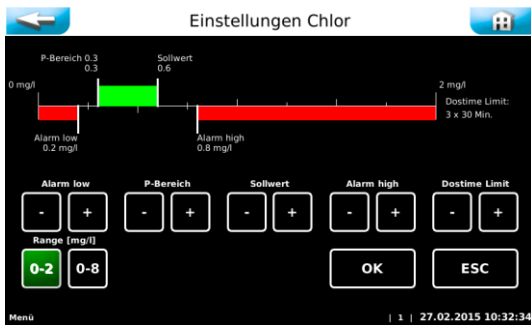 Einstellungen Chlor
P-Bereich 0.3
0.3
Sollwert
0.6
0 mg/l
2 mg/l
Dostime Limit:
3 x 30 Min.
Alarm low
0.2 mg/l
Alarm high
0.8 mg/l
Alarm low
P-Bereich
Sollwert
Alarm high
Dostime Limit
- + - + - + - + - +
Range [mg/l]
0-2 0-8 OK ESC
Menü | 1 | 27.02.2015 10:32:34